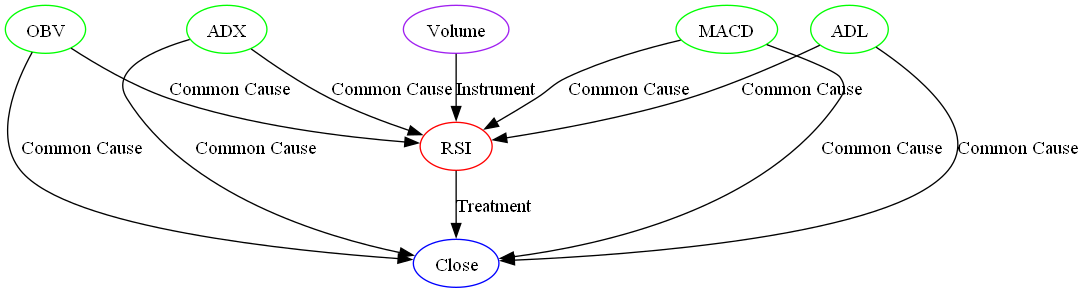 OBV
ADX
Volume
MACD
ADL
Common Cause
Common Cause
Instrument
Common Cause
Common Cause
Common Cause
Common Cause
RSI
Common Cause
Common Cause
Treatment
Close